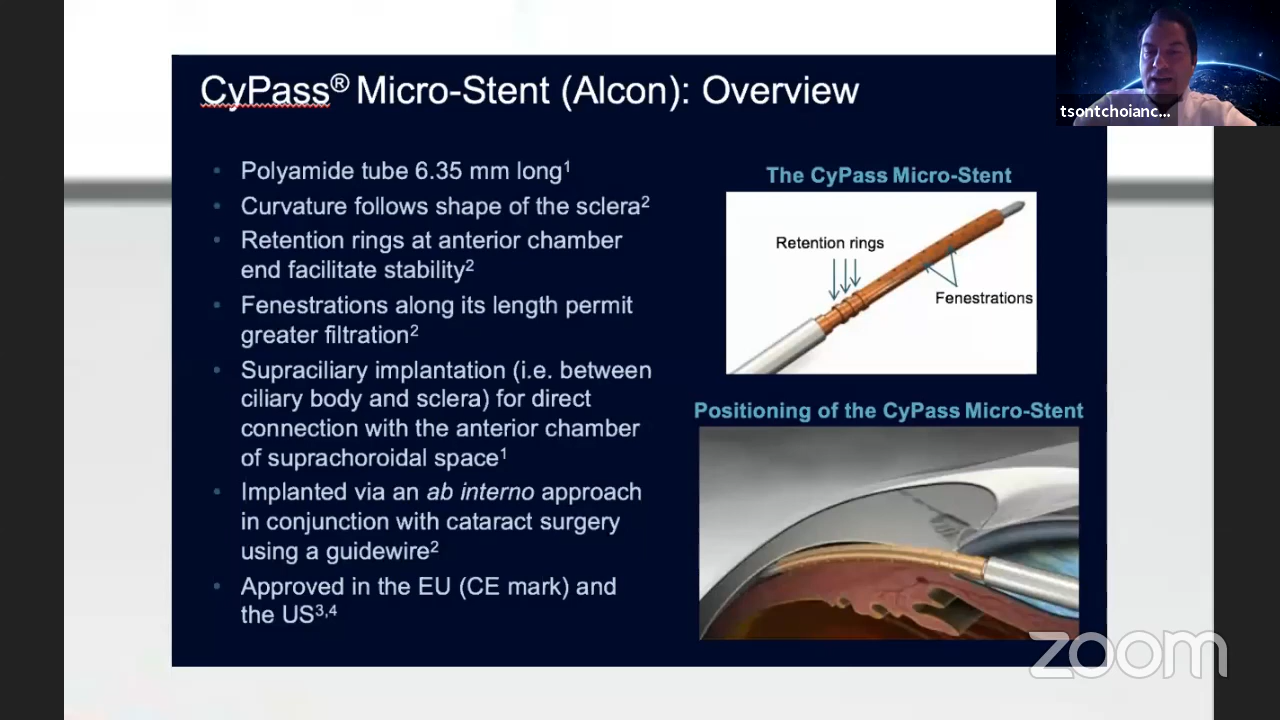 CyPass® Micro-Stent (Alcon): Overview
• Polyamide tube 6.35 mm long¹
• Curvature follows shape of the sclera²
• Retention rings at anterior chamber
end facilitate stability²
• Fenestrations along its length permit
greater filtration²
• Supraciliary implantation (i.e. between
ciliary body and sclera) for direct
connection with the anterior chamber
of suprachoroidal space¹
• Implanted via an ab interno approach
in conjunction with cataract surgery
using a guidewire²
• Approved in the EU (CE mark) and
the US³,⁴
The CyPass Micro-Stent
Retention rings
Fenestrations
Positioning of the CyPass Micro-Stent
tsontchoianc...
zoom